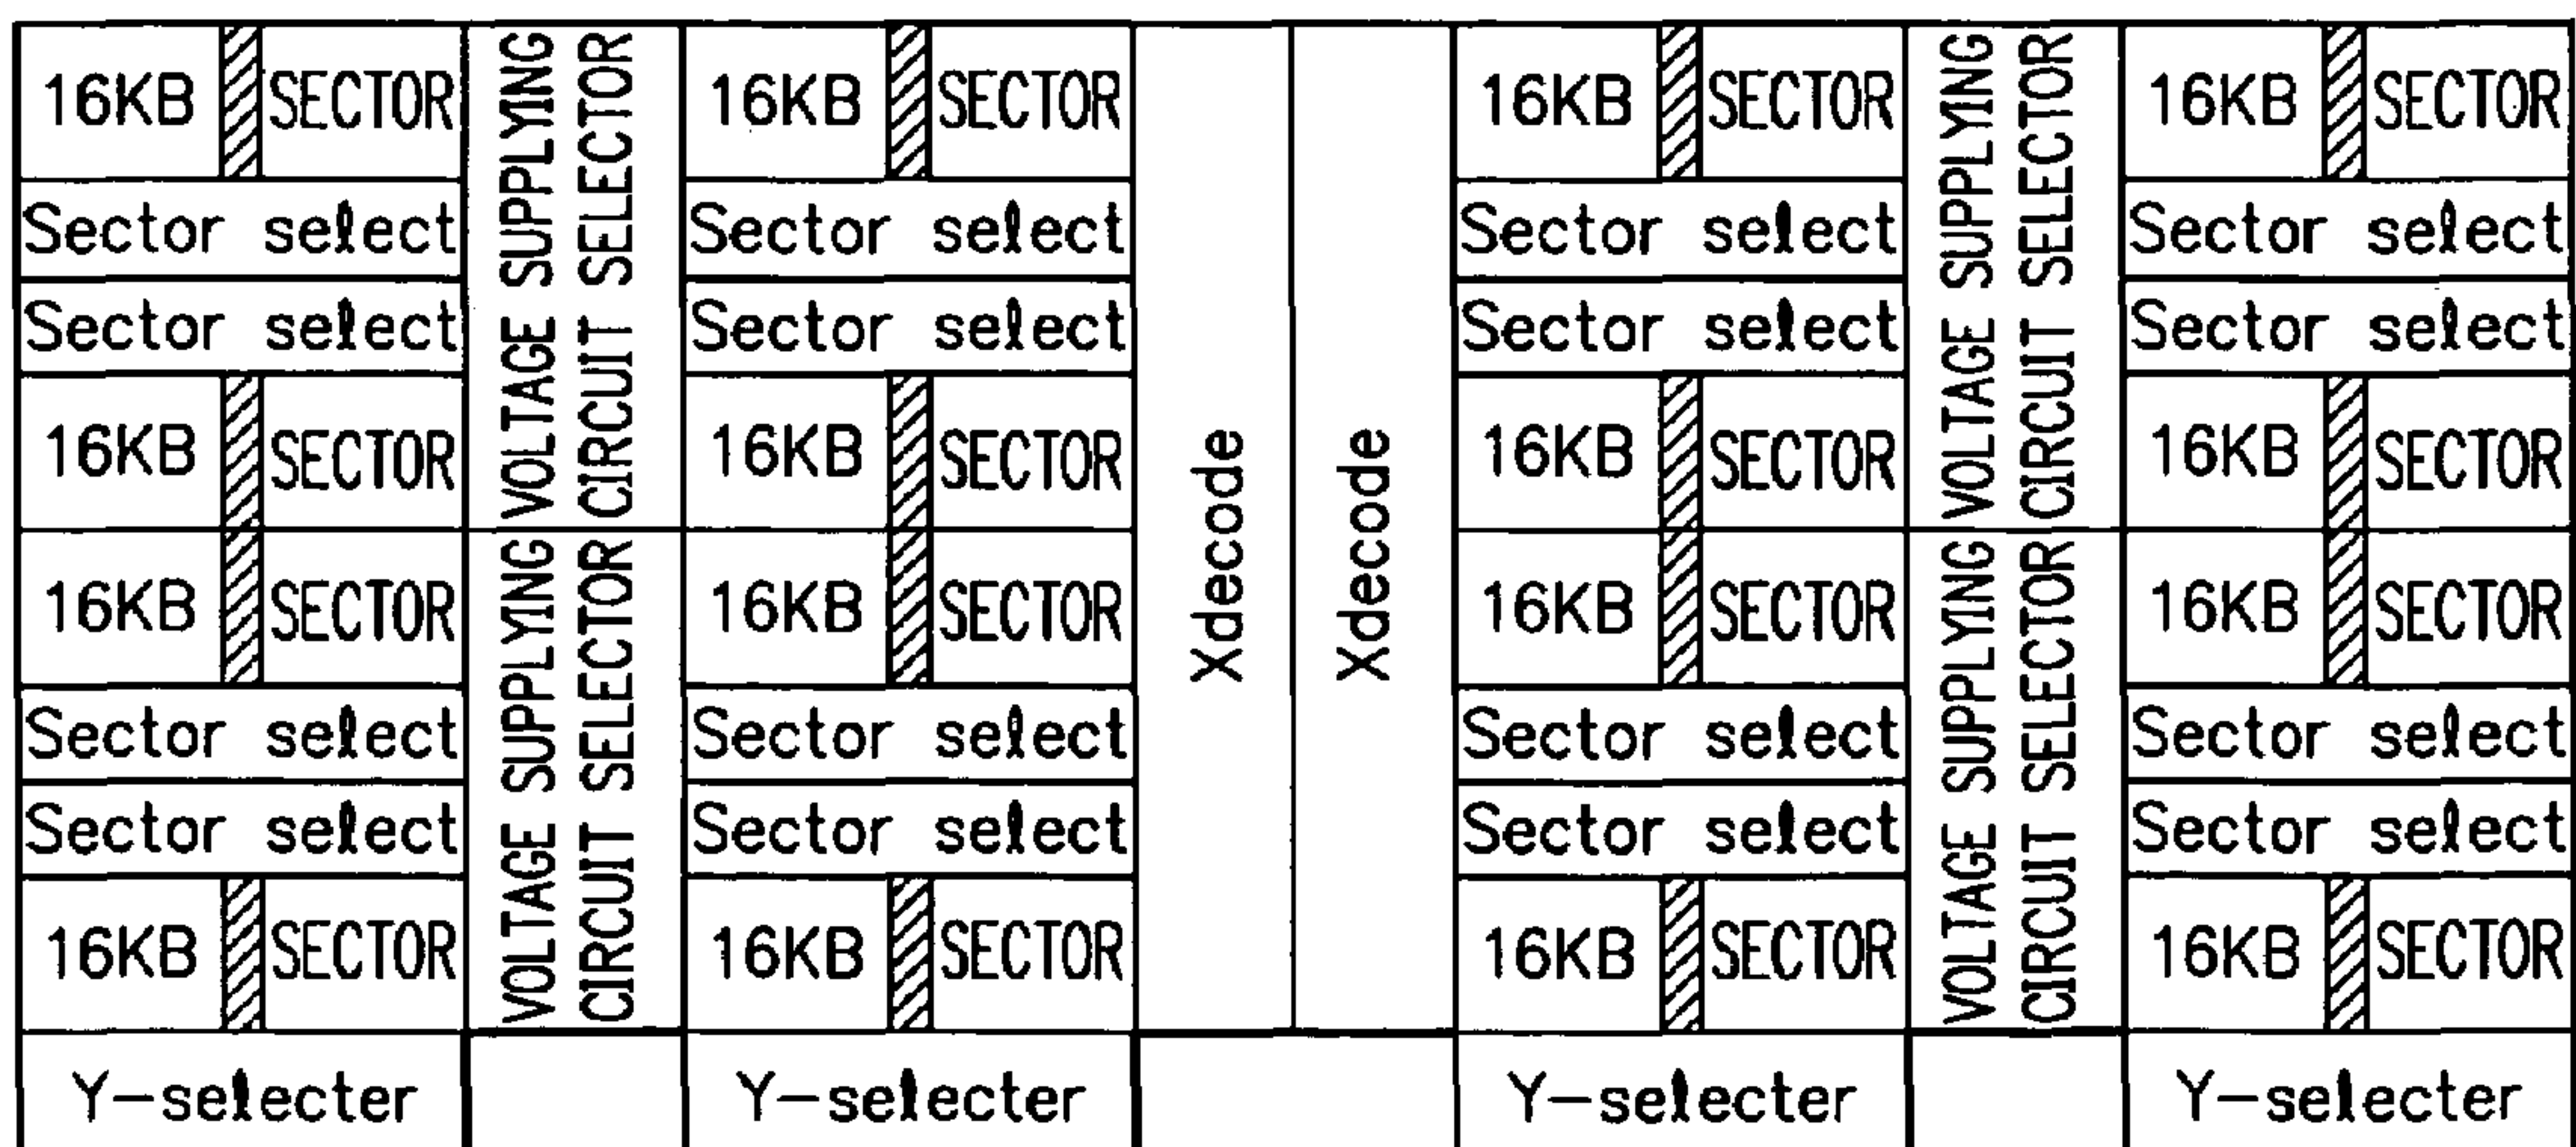 16KB SECTOR VOLTAGE SUPPLYING CIRCUIT SELECTOR 16KB SECTOR Xdecode Xdecode 16KB SECTOR VOLTAGE SUPPLYING CIRCUIT SELECTOR 16KB SECTOR
Sector select Sector select Sector select Sector select
Sector select Sector select Sector select Sector select
16KB SECTOR 16KB SECTOR 16KB SECTOR 16KB SECTOR
16KB SECTOR VOLTAGE SUPPLYING CIRCUIT SELECTOR 16KB SECTOR 16KB SECTOR VOLTAGE SUPPLYING CIRCUIT SELECTOR 16KB SECTOR
Sector select Sector select Sector select Sector select
Sector select Sector select Sector select Sector select
16KB SECTOR 16KB SECTOR 16KB SECTOR 16KB SECTOR
Y-selecter Y-selecter Y-selecter Y-selecter